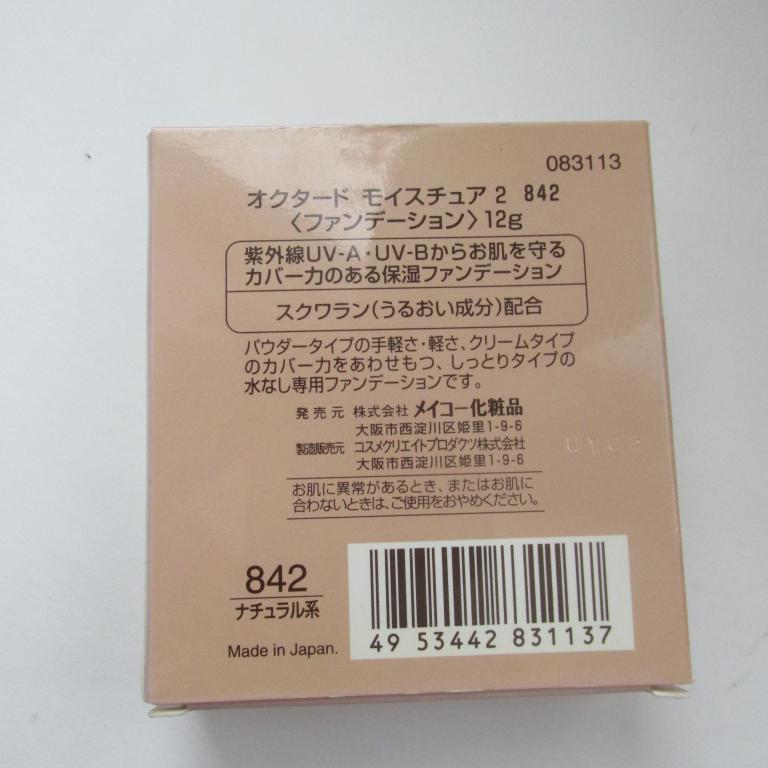 083113
オクタード モイスチュア 2 842
〈ファンデーション〉12g
紫外線UV-A・UV-Bからお肌を守る
カバー力のある保湿ファンデーション
スクワラン(うるおい成分)配合
パウダータイプの手軽さ・軽さ、クリームタイプ
のカバー力をあわせもつ、しっとりタイプの
水なし専用ファンデーションです。
発売元 株式会社 メイコー化粧品
大阪市西淀川区姫里1-9-6
製造販売元 コスメクリエイトプロダクツ株式会社
大阪市西淀川区姫里1-9-6
お肌に異常があるとき、またはお肌に
合わないときは、ご使用をおやめください。
842
ナチュラル系
Made in Japan.
49 53442 831137